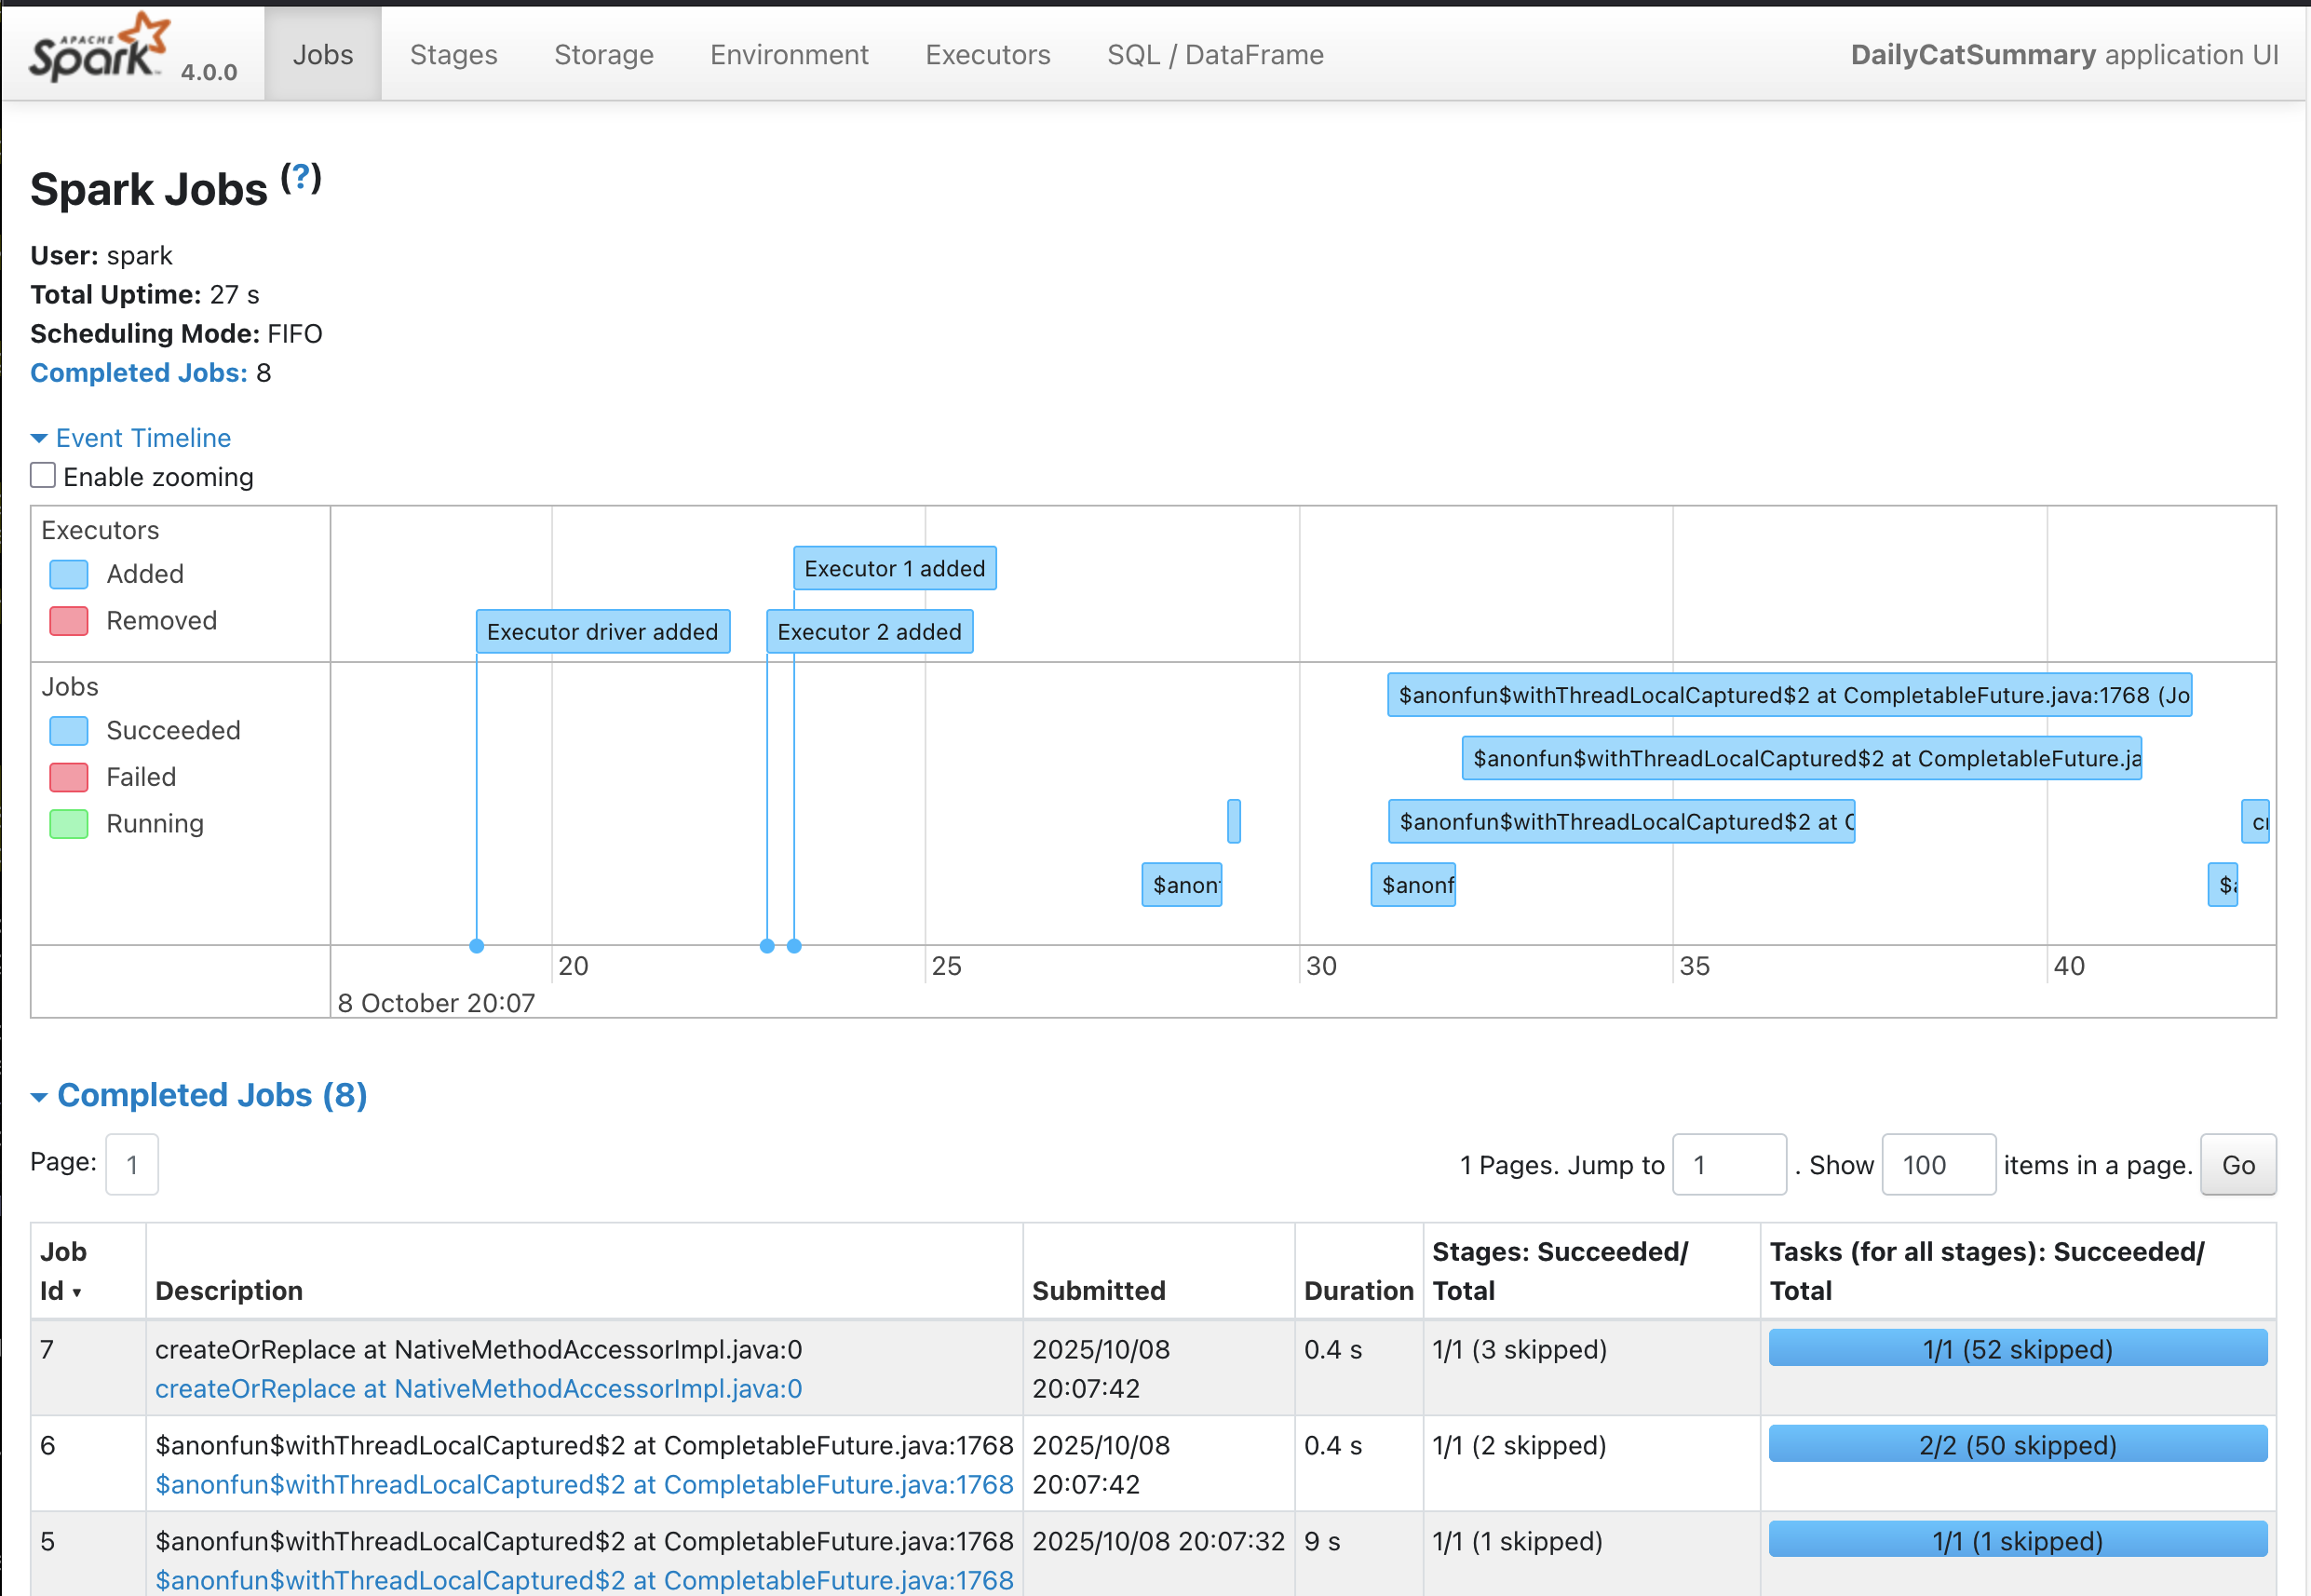 APACHE Spark 4.0.0 Jobs Stages Storage Environment Executors SQL / DataFrame DailyCatSummary application UI
Spark Jobs (?)
User: spark
Total Uptime: 27 s
Scheduling Mode: FIFO
Completed Jobs: 8
Event Timeline
Enable zooming
Executors
Added
Removed
Executor 1 added
Executor driver added
Executor 2 added
Jobs
Succeeded
Failed
Running
$anonfun$withThreadLocalCaptured$2 at CompletableFuture.java:1768 (Jo
$anonfun$withThreadLocalCaptured$2 at CompletableFuture.ja
$anonfun$withThreadLocalCaptured$2 at
$anon
$anonf
20 25 30 35 40
8 October 20:07
Completed Jobs (8)
Page: 1
1 Pages. Jump to 1 . Show 100 items in a page. Go
Job Id ▾ Description Submitted Duration Stages: Succeeded/Total Tasks (for all stages): Succeeded/Total
7 createOrReplace at NativeMethodAccessorImpl.java:0 2025/10/08 20:07:42 0.4 s 1/1 (3 skipped) 1/1 (52 skipped)
createOrReplace at NativeMethodAccessorImpl.java:0
6 $anonfun$withThreadLocalCaptured$2 at CompletableFuture.java:1768 2025/10/08 20:07:42 0.4 s 1/1 (2 skipped) 2/2 (50 skipped)
$anonfun$withThreadLocalCaptured$2 at CompletableFuture.java:1768
5 $anonfun$withThreadLocalCaptured$2 at CompletableFuture.java:1768 2025/10/08 20:07:32 9 s 1/1 (1 skipped) 1/1 (1 skipped)
$anonfun$withThreadLocalCaptured$2 at CompletableFuture.java:1768